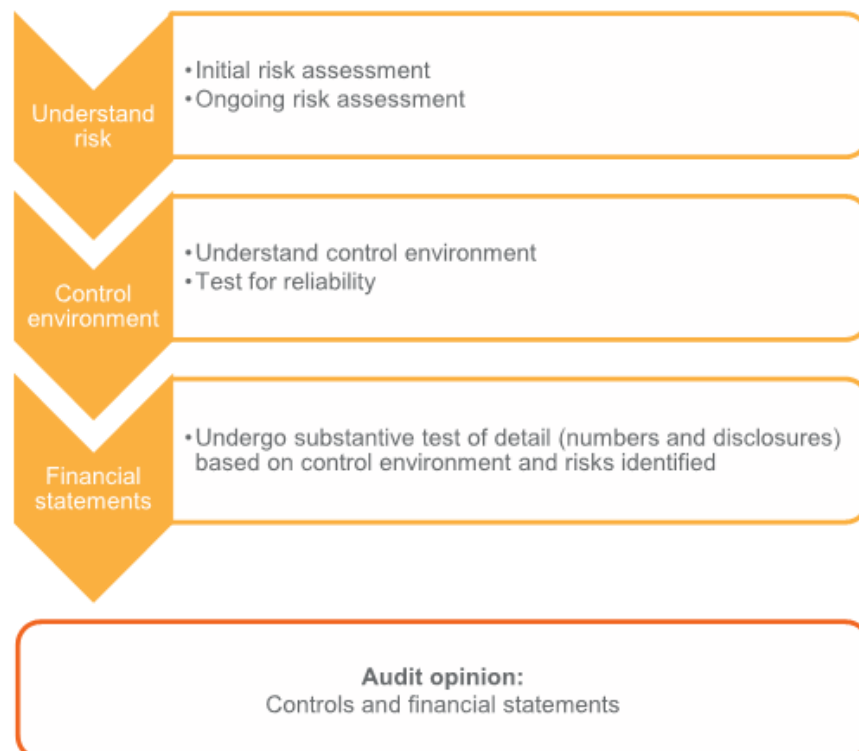 Understand
risk
• Initial risk assessment
• Ongoing risk assessment
Control
environment
• Understand control environment
• Test for reliability
Financial
statements
• Undergo substantive test of detail (numbers and disclosures)
based on control environment and risks identified
Audit opinion:
Controls and financial statements